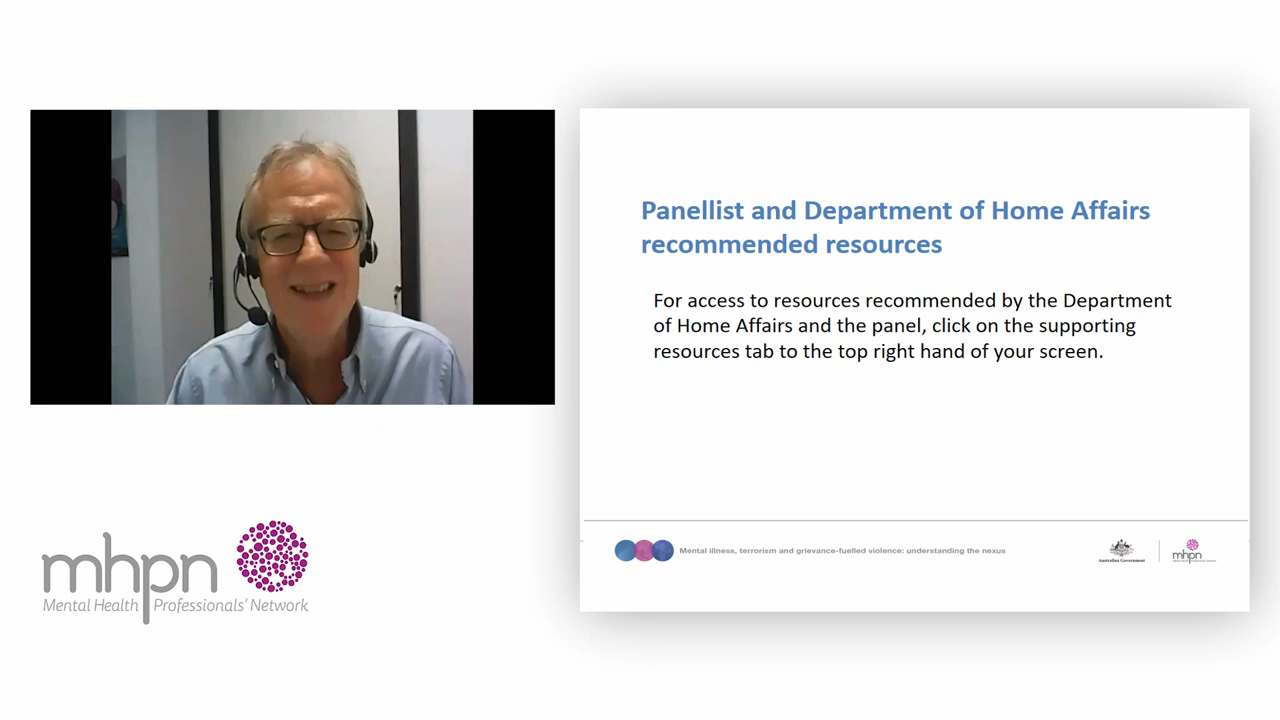 Panellist and Department of Home Affairs
recommended resources
For access to resources recommended by the Department
of Home Affairs and the panel, click on the supporting
resources tab to the top right hand of your screen.
mhpn
Mental Health Professionals' Network
Mental illness, terrorism and grievance-fuelled violence: understanding the nexus
Australian Government
mhpn